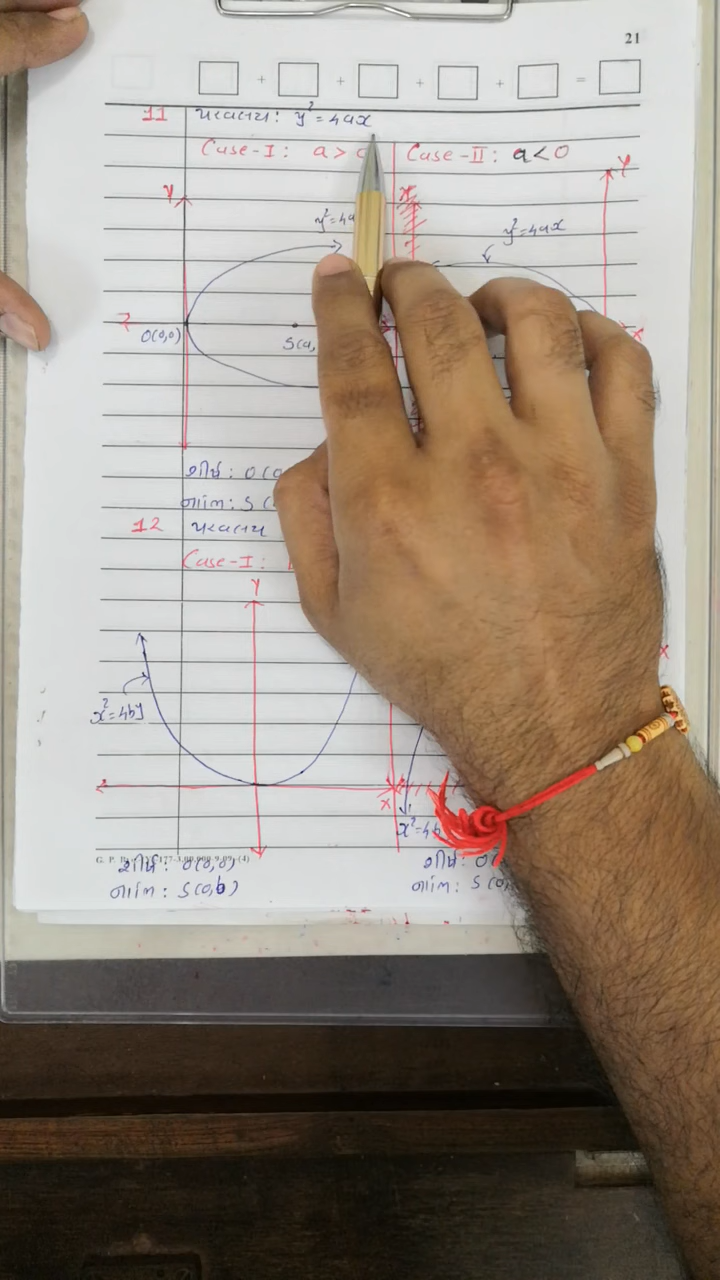 21
+ + + + =
11 પરવલય: y² = 4ax
Case-I: a > Case-II: a < 0
Y X Y
y²=4a y²=4ax
O(0,0) S(a, X
શીર્ષ: O(0
નાભિ: S(
12 પરવલય
Case-I:
Y
X
x²=4by
X
x²=4b
G. P. B.
(4)
શીર્ષ: O(0,0) શીર્ષ: O
નાભિ: S(0,b) નાભિ: S(0,